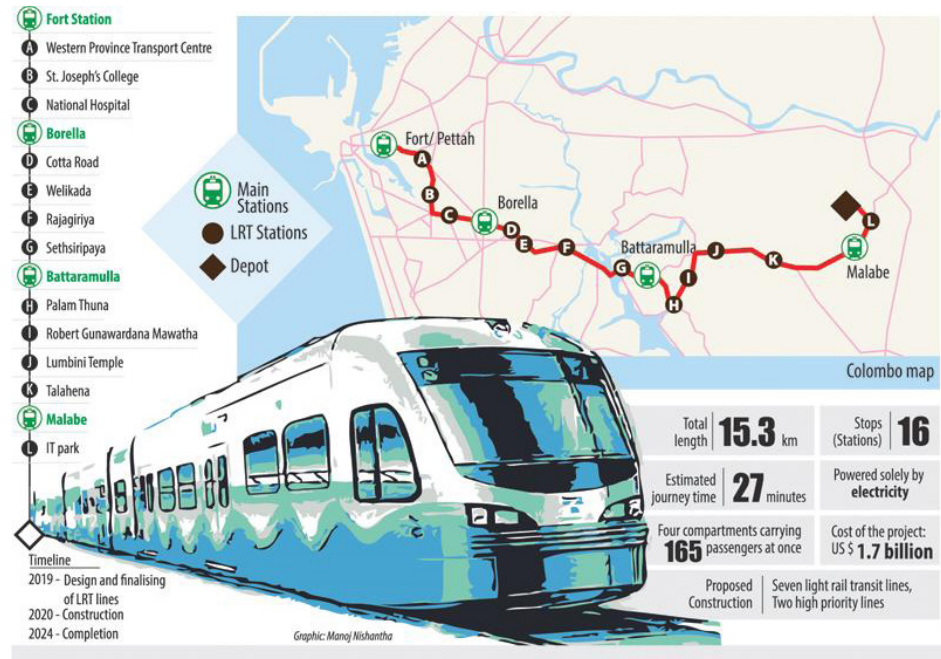 Fort Station
A Western Province Transport Centre
B St. Joseph's College
C National Hospital
Borella
D Cotta Road
E Welikada
F Rajagiriya
G Sethsiripaya
Battaramulla
H Palam Thuna
I Robert Gunawardana Mawatha
J Lumbini Temple
K Talahena
Malabe
L IT park
Timeline
2019 - Design and finalising
of LRT lines
2020 - Construction
2024 - Completion
Main
Stations
LRT Stations
Depot
Fort/ Pettah
A
B
C
Borella
D
E
F
G
Battaramulla
H
I
J
K
L
Malabe
Colombo map
Total
length 15.3 km
Stops
(Stations) 16
Estimated
journey time 27 minutes
Powered solely by
electricity
Four compartments carrying
165 passengers at once
Cost of the project:
US $ 1.7 billion
Proposed
Construction
Seven light rail transit lines,
Two high priority lines
Graphic: Manoj Nishantha